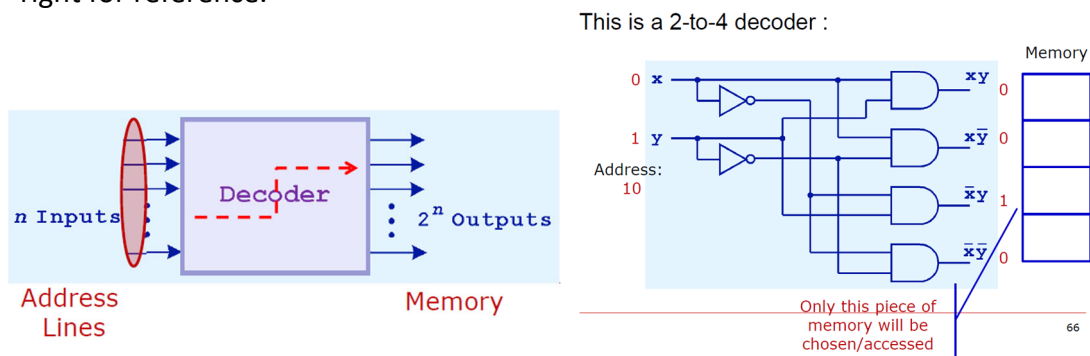 right for reference.
n Inputs
Decoder
2ⁿ Outputs
Address
Lines
Memory
This is a 2-to-4 decoder :
Memory
0 x
xy 0
xy̅ 0
1 y
Address:
10
x̅y 1
x̅y̅ 0
Only this piece of
memory will be
chosen/accessed
66